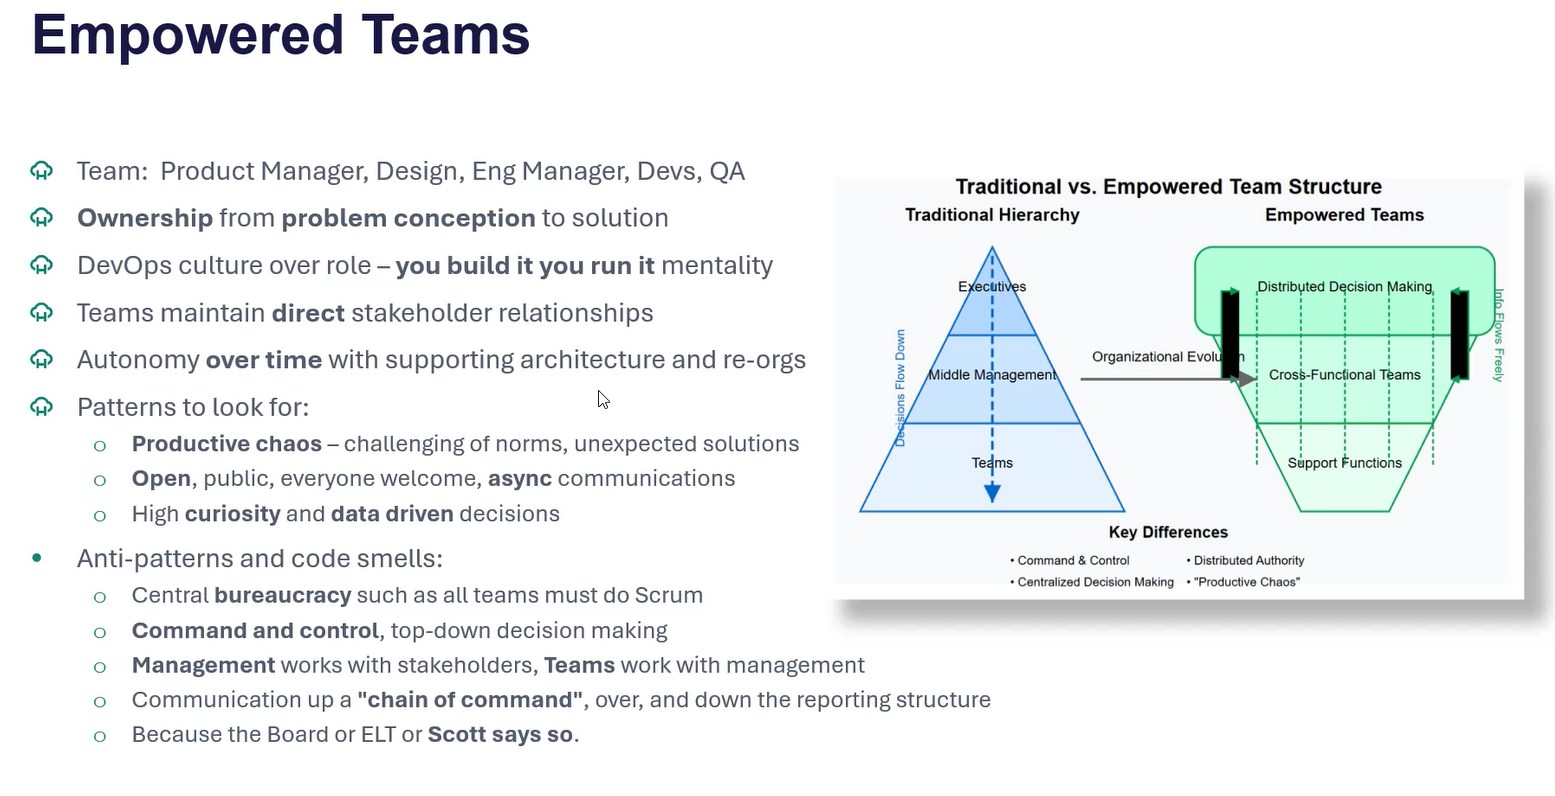 Empowered Teams
Team:  Product Manager, Design, Eng Manager, Devs, QA
Ownership from problem conception to solution
DevOps culture over role – you build it you run it mentality
Teams maintain direct stakeholder relationships
Autonomy over time with supporting architecture and re-orgs
Patterns to look for:
o Productive chaos – challenging of norms, unexpected solutions
o Open, public, everyone welcome, async communications
o High curiosity and data driven decisions
• Anti-patterns and code smells:
o Central bureaucracy such as all teams must do Scrum
o Command and control, top-down decision making
o Management works with stakeholders, Teams work with management
o Communication up a "chain of command", over, and down the reporting structure
o Because the Board or ELT or Scott says so.
Traditional vs. Empowered Team Structure
Traditional Hierarchy
Executives
Middle Management
Teams
Decisions Flow Down
Organizational
Empowered Teams
Distributed Decision Making
Cross-Functional Teams
Support Functions
Info Flows Freely
Key Differences
• Command & Control
• Centralized Decision Making
• Distributed Authority
• "Productive Chaos"